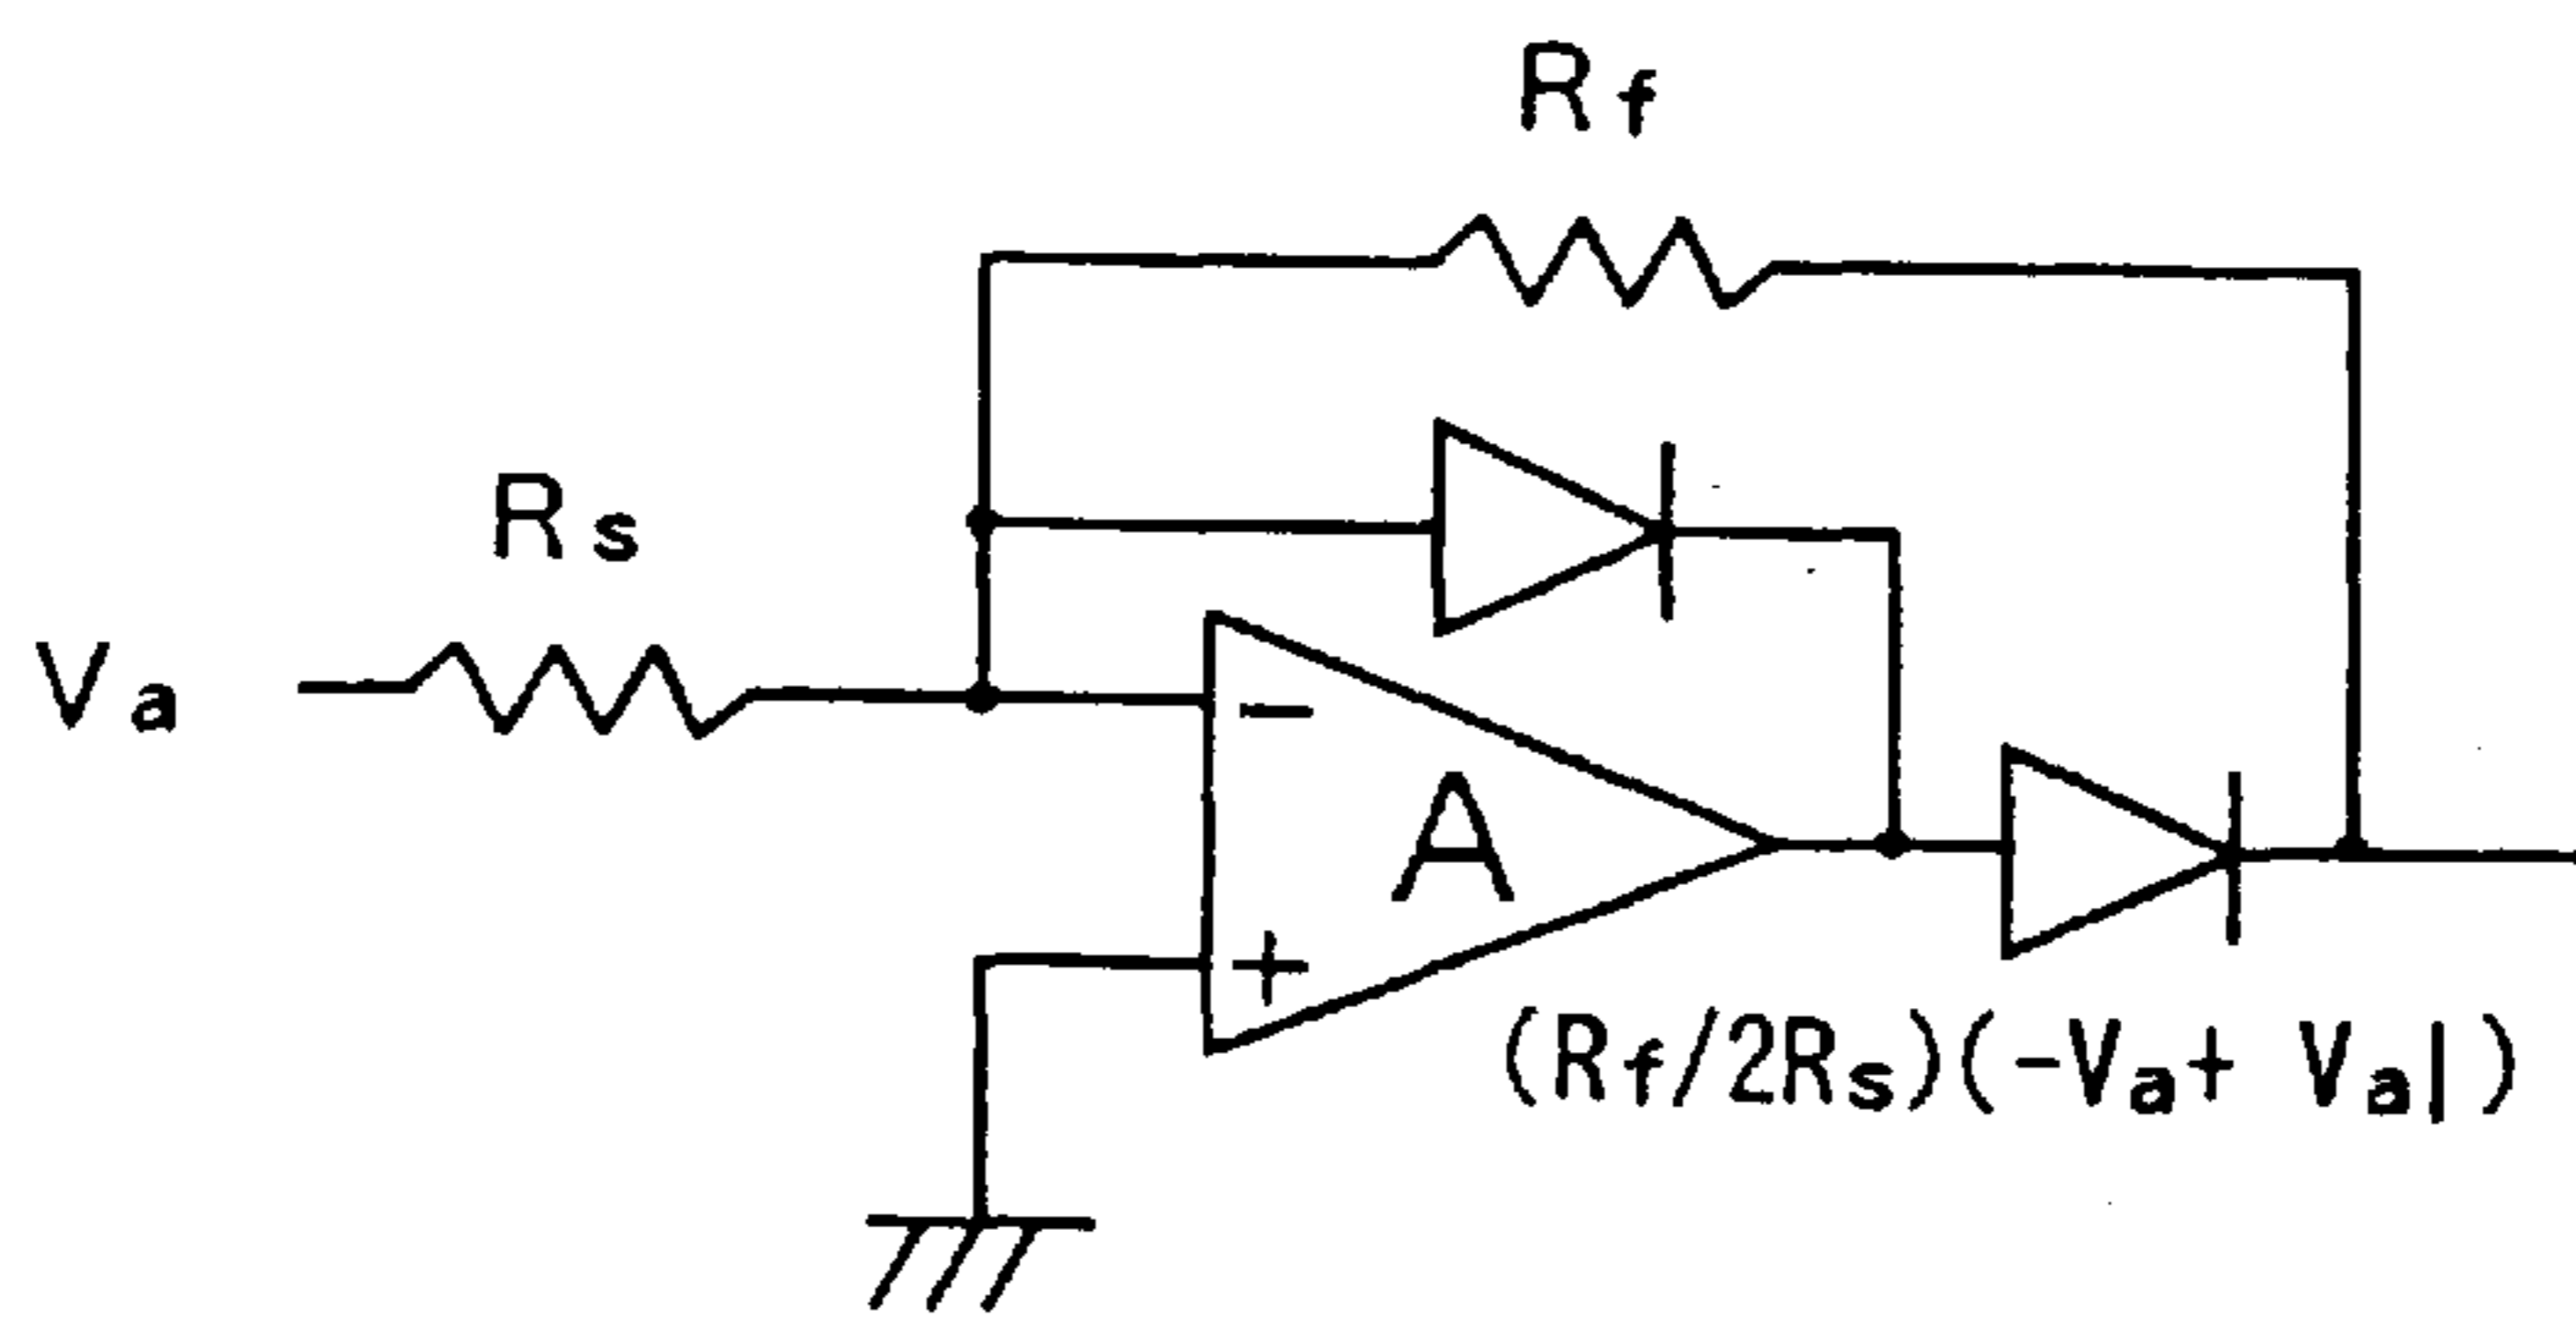 Rf
Rs
Va
-
A
+
(Rf/2Rs)(-Va+ Va|)